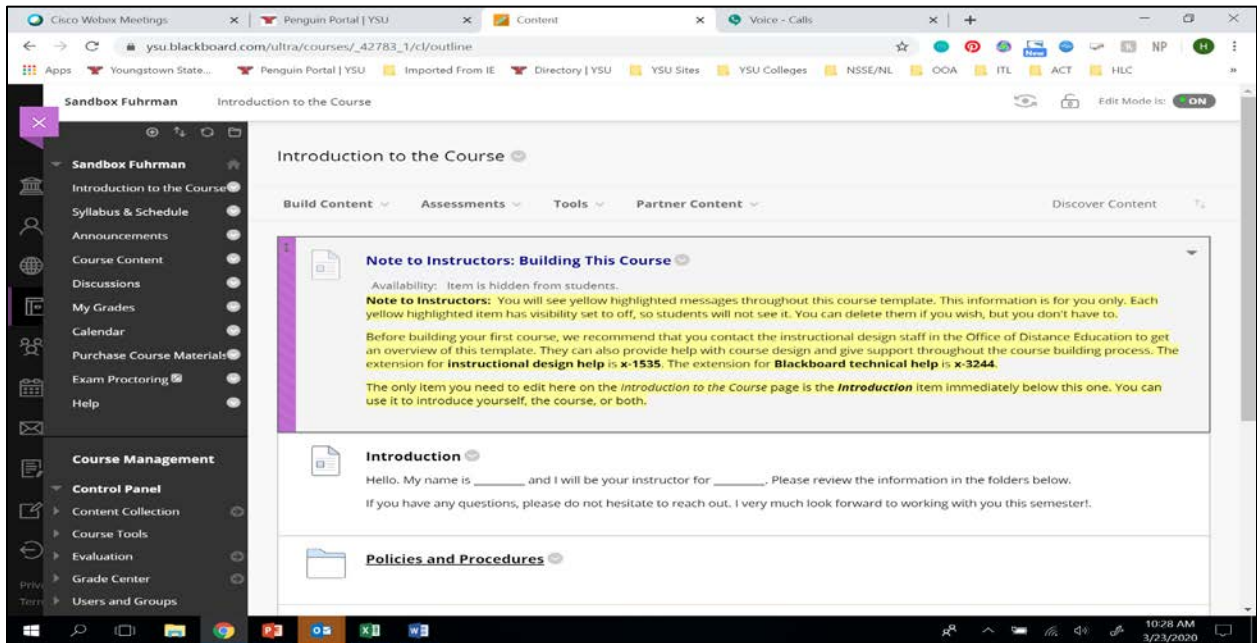 Cisco Webex Meetings
Penguin Portal | YSU
Content
Voice - Calls
ysu.blackboard.com/ultra/courses/_42783_1/cl/outline
New
NP
H
Apps
Youngstown State...
Penguin Portal | YSU
Imported From IE
Directory | YSU
YSU Sites
YSU Colleges
NSSE/NL
OOA
ITL
ACT
HLC
Sandbox Fuhrman
Introduction to the Course
Edit Mode is:
ON
Sandbox Fuhrman
Introduction to the Course
Syllabus & Schedule
Announcements
Course Content
Discussions
My Grades
Calendar
Purchase Course Materials
Exam Proctoring
Help
Course Management
Control Panel
Content Collection
Course Tools
Evaluation
Grade Center
Users and Groups
Priv
Term
Introduction to the Course
Build Content
Assessments
Tools
Partner Content
Discover Content
Note to Instructors: Building This Course
Availability: Item is hidden from students.
Note to Instructors: You will see yellow highlighted messages throughout this course template. This information is for you only. Each
yellow highlighted item has visibility set to off, so students will not see it. You can delete them if you wish, but you don't have to.
Before building your first course, we recommend that you contact the instructional design staff in the Office of Distance Education to get
an overview of this template. They can also provide help with course design and give support throughout the course building process. The
extension for instructional design help is x-1535. The extension for Blackboard technical help is x-3244.
The only item you need to edit here on the Introduction to the Course page is the Introduction item immediately below this one. You can
use it to introduce yourself, the course, or both.
Introduction
Hello. My name is ________ and I will be your instructor for ________. Please review the information in the folders below.
If you have any questions, please do not hesitate to reach out. I very much look forward to working with you this semester!.
Policies and Procedures
10:28 AM
3/23/2020